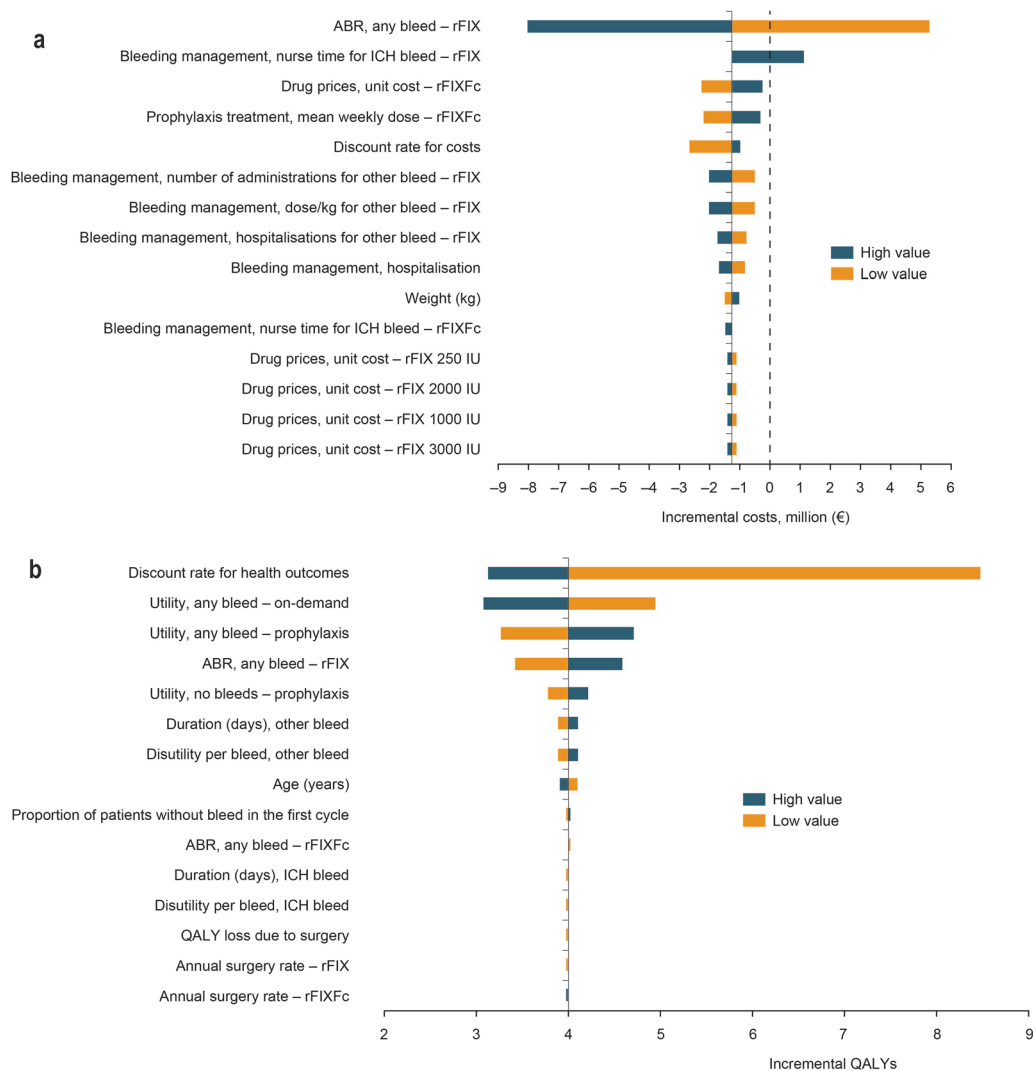 a
ABR, any bleed – rFIX
Bleeding management, nurse time for ICH bleed – rFIX
Drug prices, unit cost – rFIXFc
Prophylaxis treatment, mean weekly dose – rFIXFc
Discount rate for costs
Bleeding management, number of administrations for other bleed – rFIX
Bleeding management, dose/kg for other bleed – rFIX
Bleeding management, hospitalisations for other bleed – rFIX
Bleeding management, hospitalisation
Weight (kg)
Bleeding management, nurse time for ICH bleed – rFIXFc
Drug prices, unit cost – rFIX 250 IU
Drug prices, unit cost – rFIX 2000 IU
Drug prices, unit cost – rFIX 1000 IU
Drug prices, unit cost – rFIX 3000 IU
High value
Low value
–9 –8 –7 –6 –5 –4 –3 –2 –1 0 1 2 3 4 5 6
Incremental costs, million (€)
b
Discount rate for health outcomes
Utility, any bleed – on-demand
Utility, any bleed – prophylaxis
ABR, any bleed – rFIX
Utility, no bleeds – prophylaxis
Duration (days), other bleed
Disutility per bleed, other bleed
Age (years)
Proportion of patients without bleed in the first cycle
ABR, any bleed – rFIXFc
Duration (days), ICH bleed
Disutility per bleed, ICH bleed
QALY loss due to surgery
Annual surgery rate – rFIX
Annual surgery rate – rFIXFc
High value
Low value
2 3 4 5 6 7 8 9
Incremental QALYs